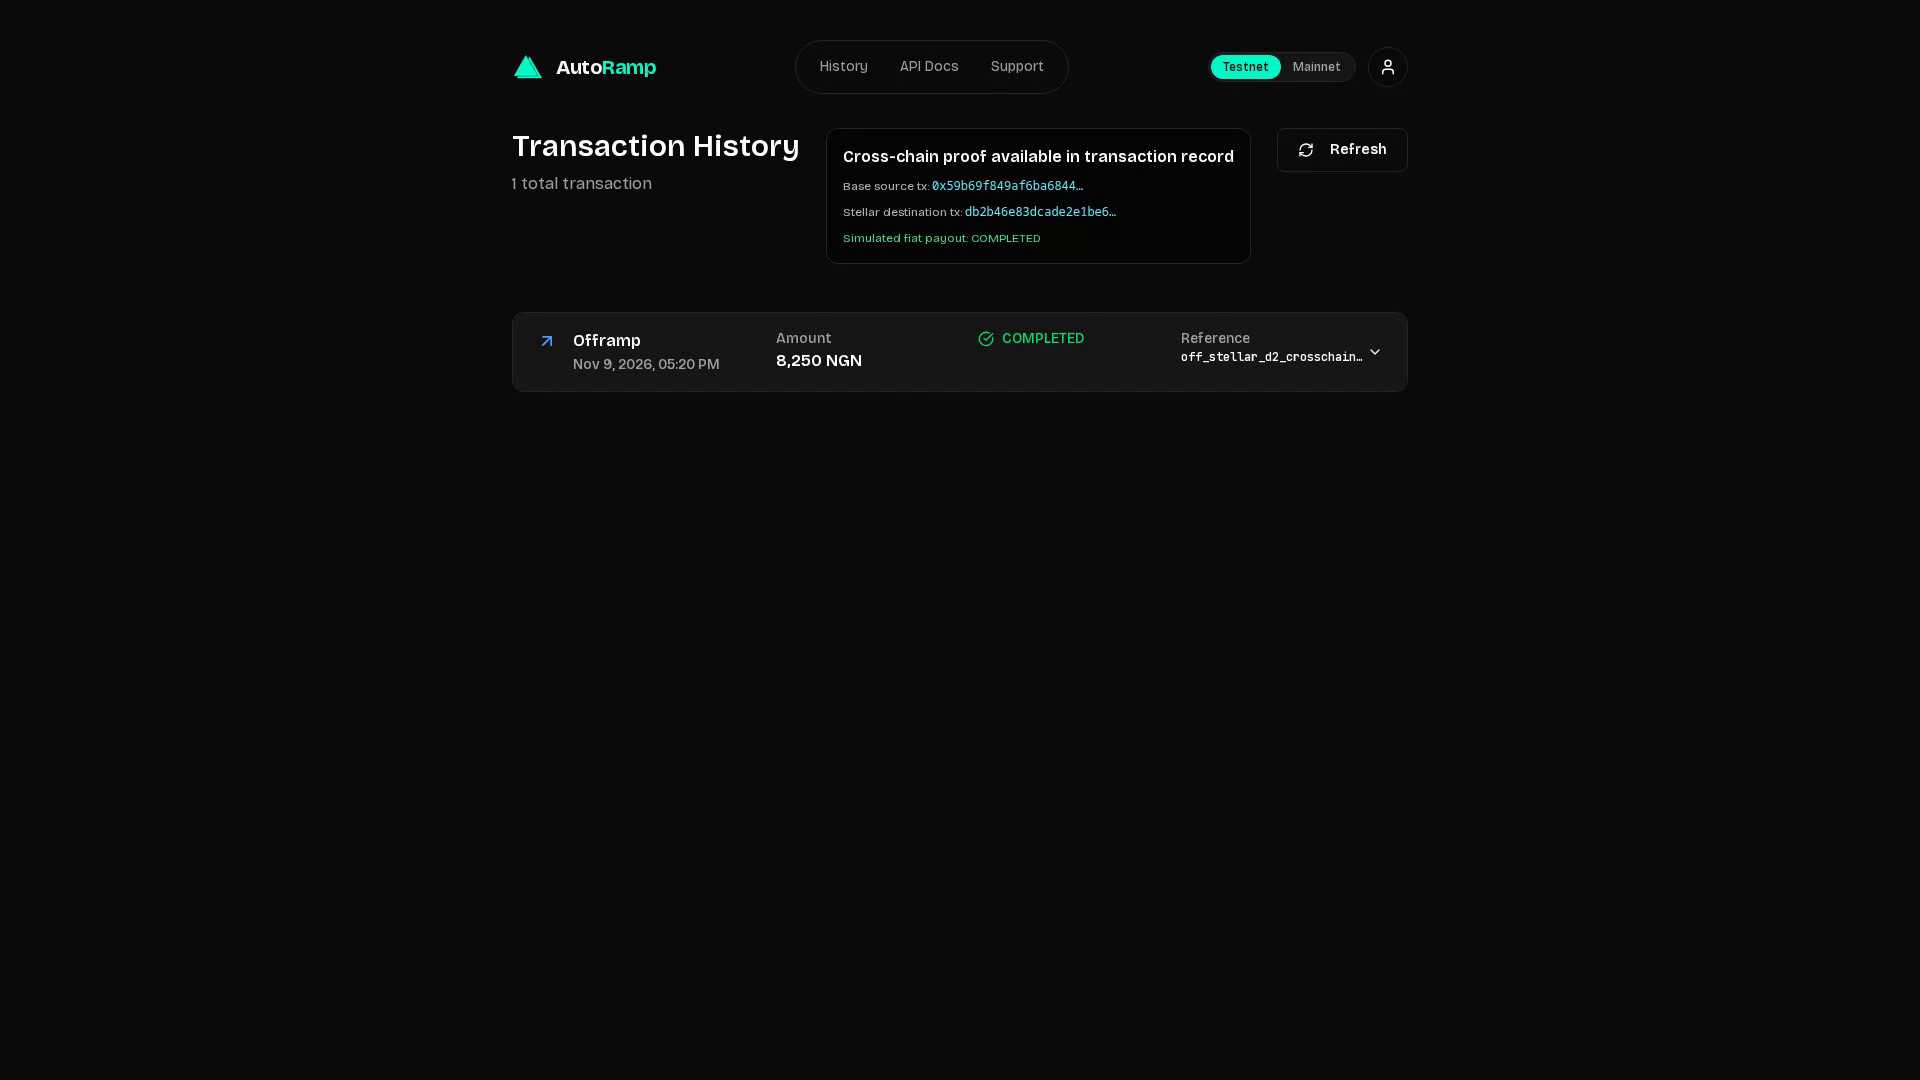 AutoRamp
History
API Docs
Support
Testnet
Mainnet
Transaction History
1 total transaction
Cross-chain proof available in transaction record
Base source tx: 0x59b69f849af6ba6844…
Stellar destination tx: db2b46e83dcade2e1be6…
Simulated fiat payout: COMPLETED
Refresh
Offramp
Nov 9, 2026, 05:20 PM
Amount
8,250 NGN
COMPLETED
Reference
off_stellar_d2_crosschain…